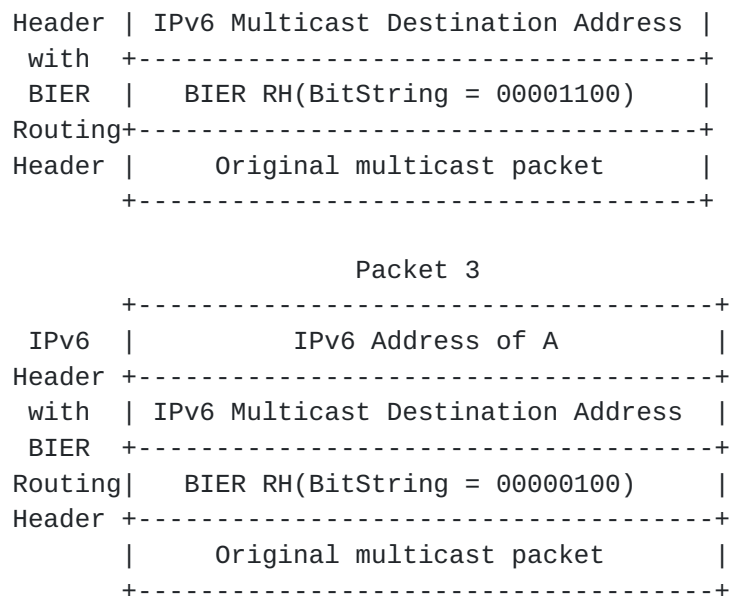 Header | IPv6 Multicast Destination Address |
 with  +-----------------------------------+
 BIER  |   BIER RH(BitString = 00001100)    |
Routing+-----------------------------------+
Header |     Original multicast packet      |
       +-----------------------------------+
                     Packet 3
       +------------------------------------+
 IPv6  |          IPv6 Address of A          |
Header +------------------------------------+
 with  | IPv6 Multicast Destination Address  |
 BIER  +------------------------------------+
Routing|   BIER RH(BitString = 00000100)     |
Header +------------------------------------+
       |     Original multicast packet       |
       +------------------------------------+